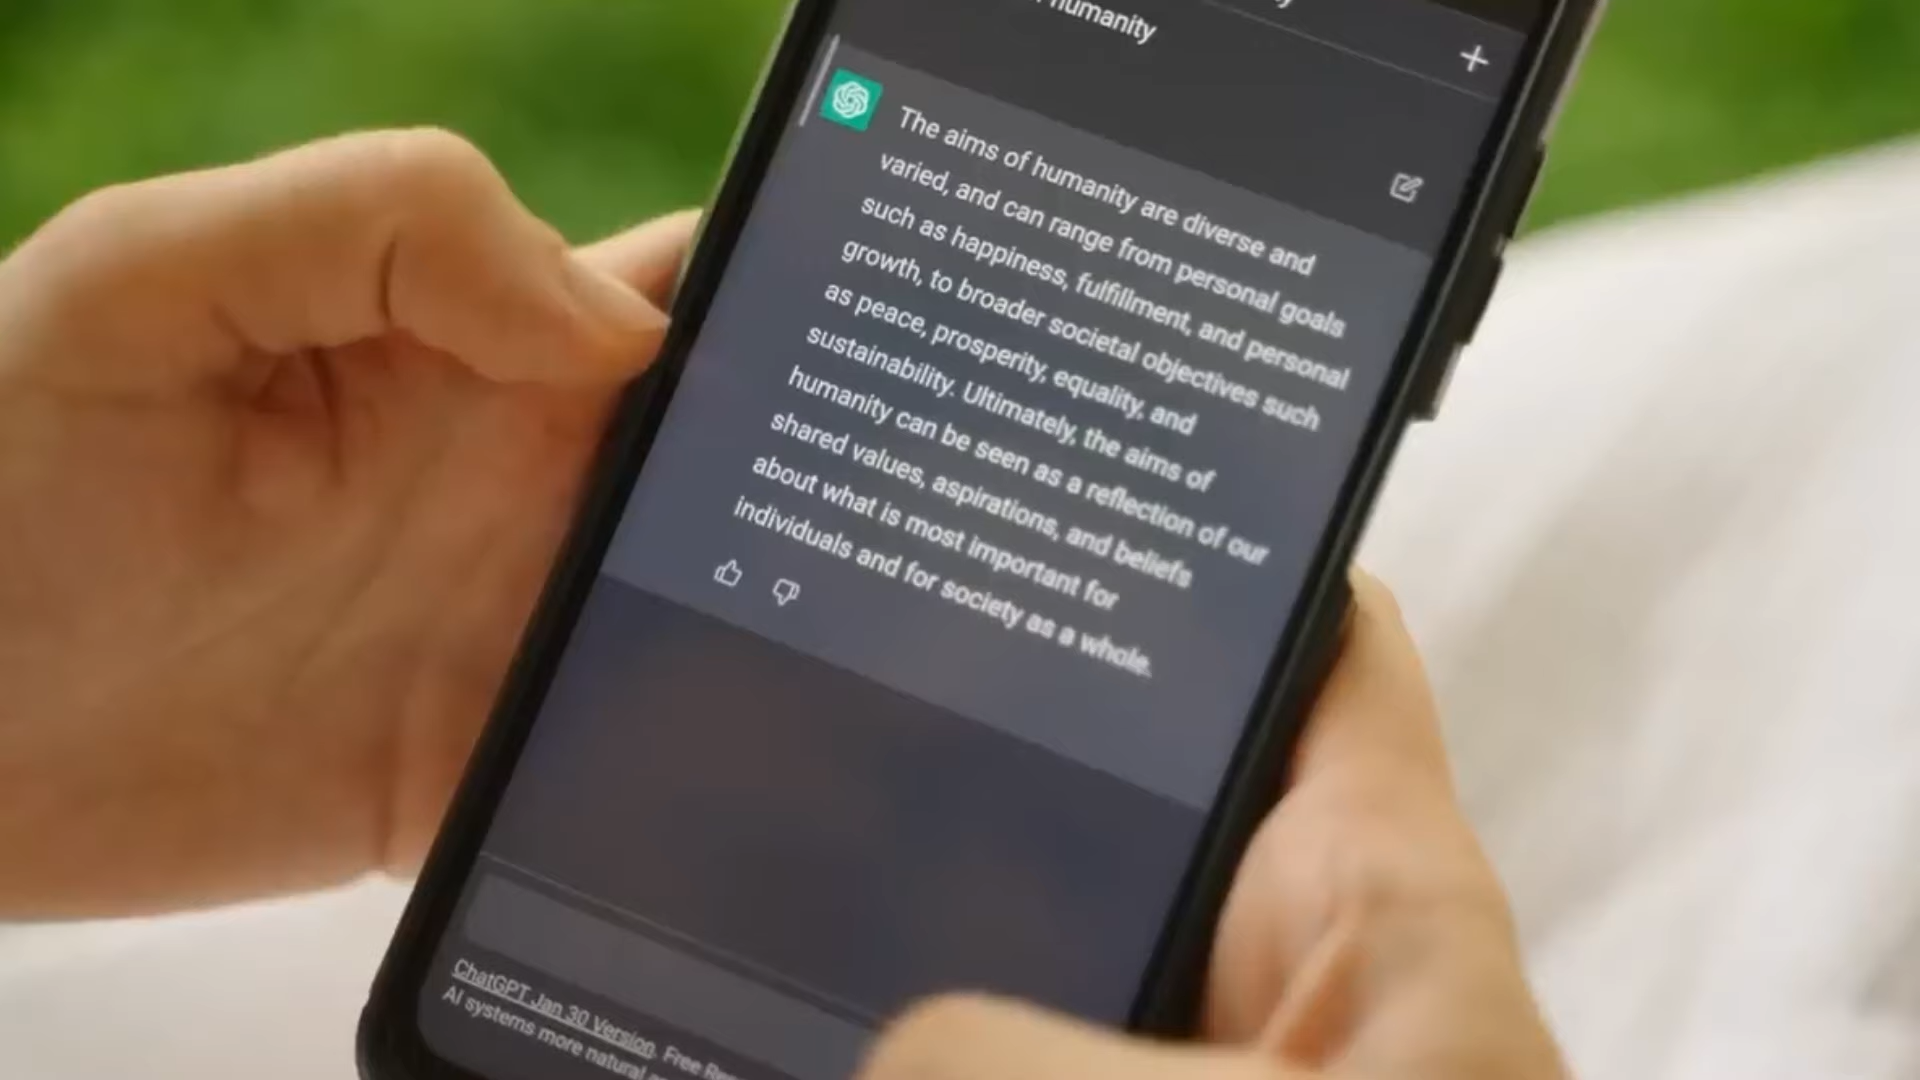 humanity
The aims of humanity are diverse and
varied, and can range from personal goals
such as happiness, fulfillment, and personal
growth, to broader societal objectives such
as peace, prosperity, equality, and
sustainability. Ultimately, the aims of
humanity can be seen as a reflection of our
shared values, aspirations, and beliefs
about what is most important for
individuals and for society as a whole.
ChatGPT Jan 30 Version. Free
AI systems more natural